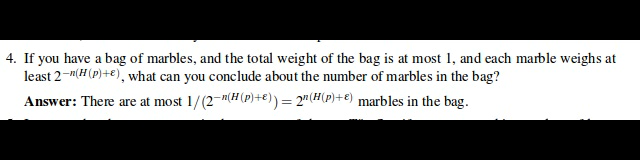 4. If you have a bag of marbles, and the total weight of the bag is at most 1, and each marble weighs at
least 2^{-n(H(p)+ε)}, what can you conclude about the number of marbles in the bag?
Answer: There are at most 1/(2^{-n(H(p)+ε)}) = 2^{n(H(p)+ε)} marbles in the bag.